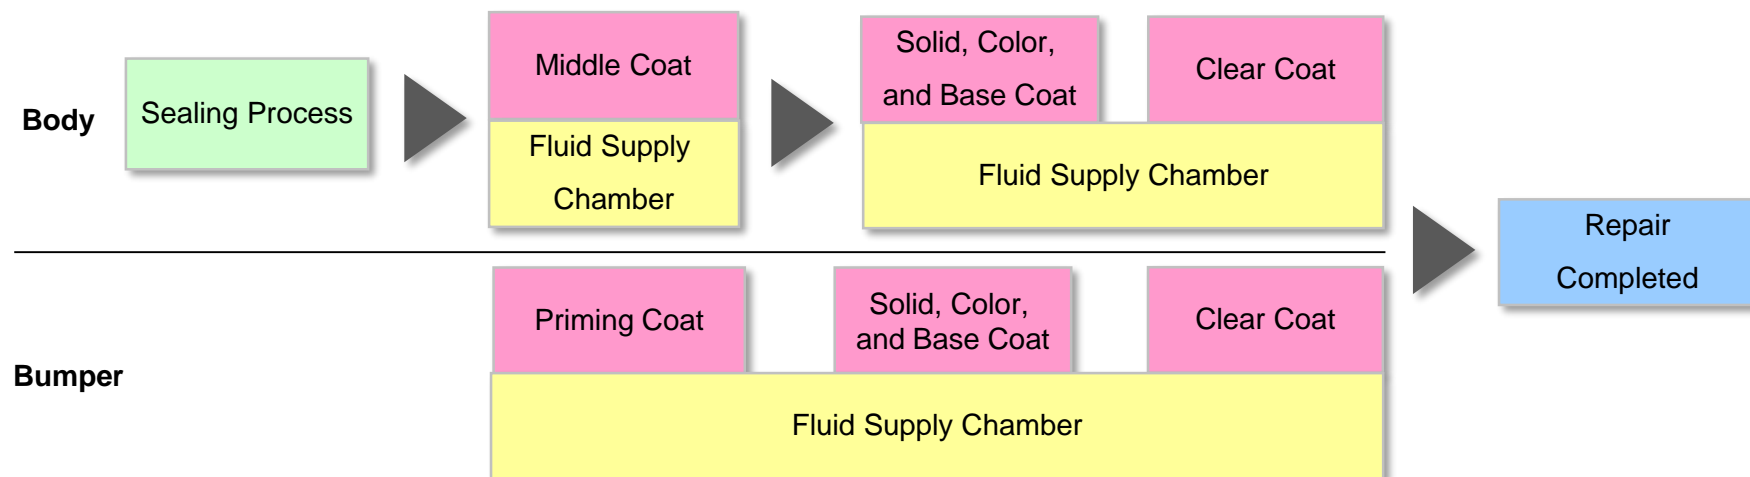 Body
Sealing Process
Middle Coat
Fluid Supply
Chamber
Solid, Color,
and Base Coat
Clear Coat
Fluid Supply Chamber
Repair
Completed
Bumper
Priming Coat
Solid, Color,
and Base Coat
Clear Coat
Fluid Supply Chamber